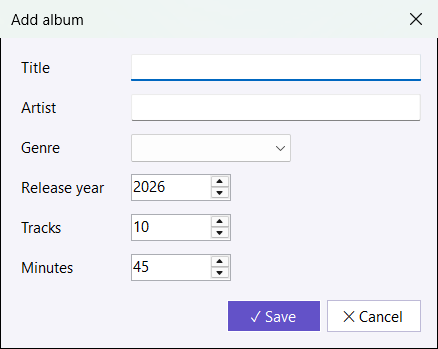 Add album
Title
Artist
Genre
Release year 2026
Tracks 10
Minutes 45
✓ Save ✕ Cancel